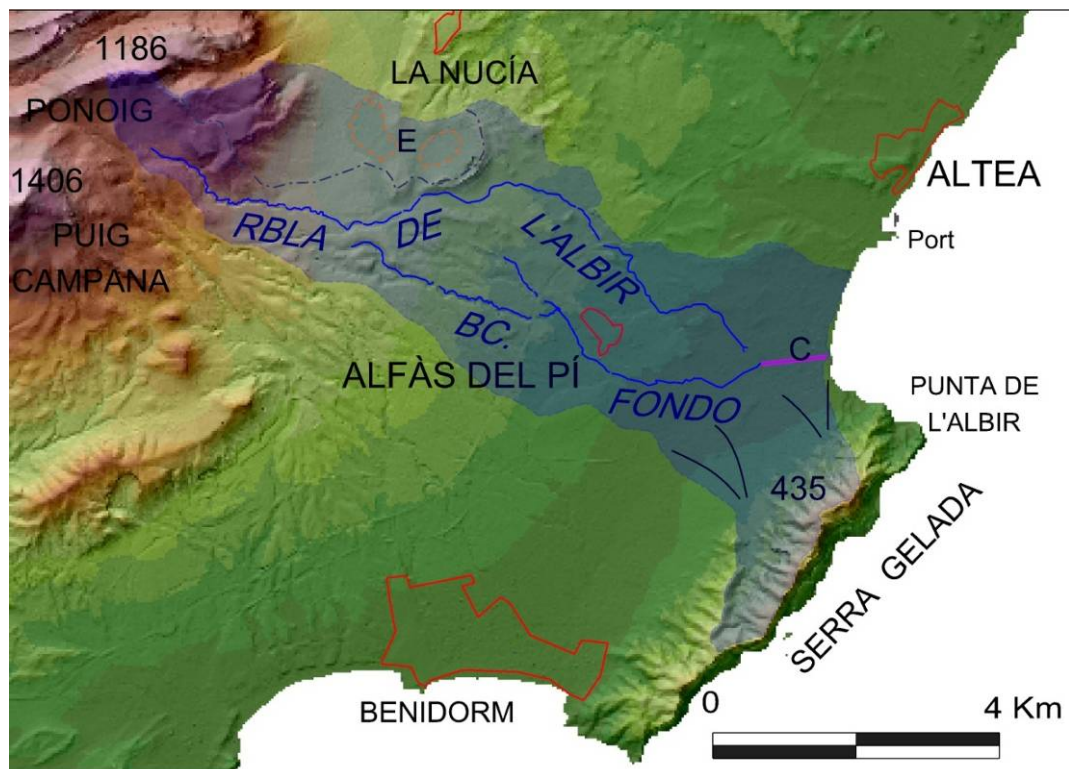 1186
LA NUCÍA
PONOIG
E
ALTEA
1406
RBLA DE L'ALBIR
PUIG
CAMPANA
Port
BC. FONDO
C
ALFÀS DEL PÍ
PUNTA DE
L'ALBIR
435
SERRA GELADA
BENIDORM
0 4 Km